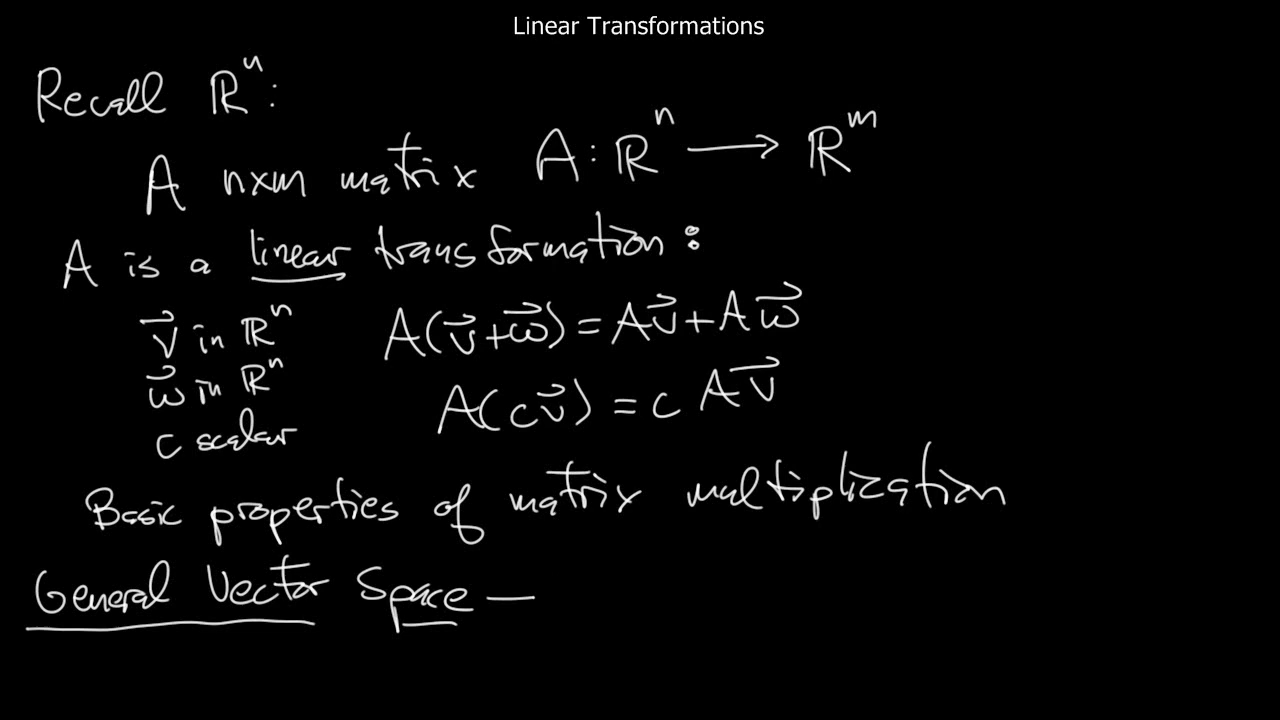 Linear Transformations
Recall ℝⁿ:
A n×m matrix A: ℝⁿ ⟶ ℝᵐ
A is a linear transformation:
v⃗ in ℝⁿ A(v⃗+w⃗) = Av⃗+Aw⃗
w⃗ in ℝⁿ
c scalar A(cv⃗) = c Av⃗
Basic properties of matrix multiplication
General Vector Space —